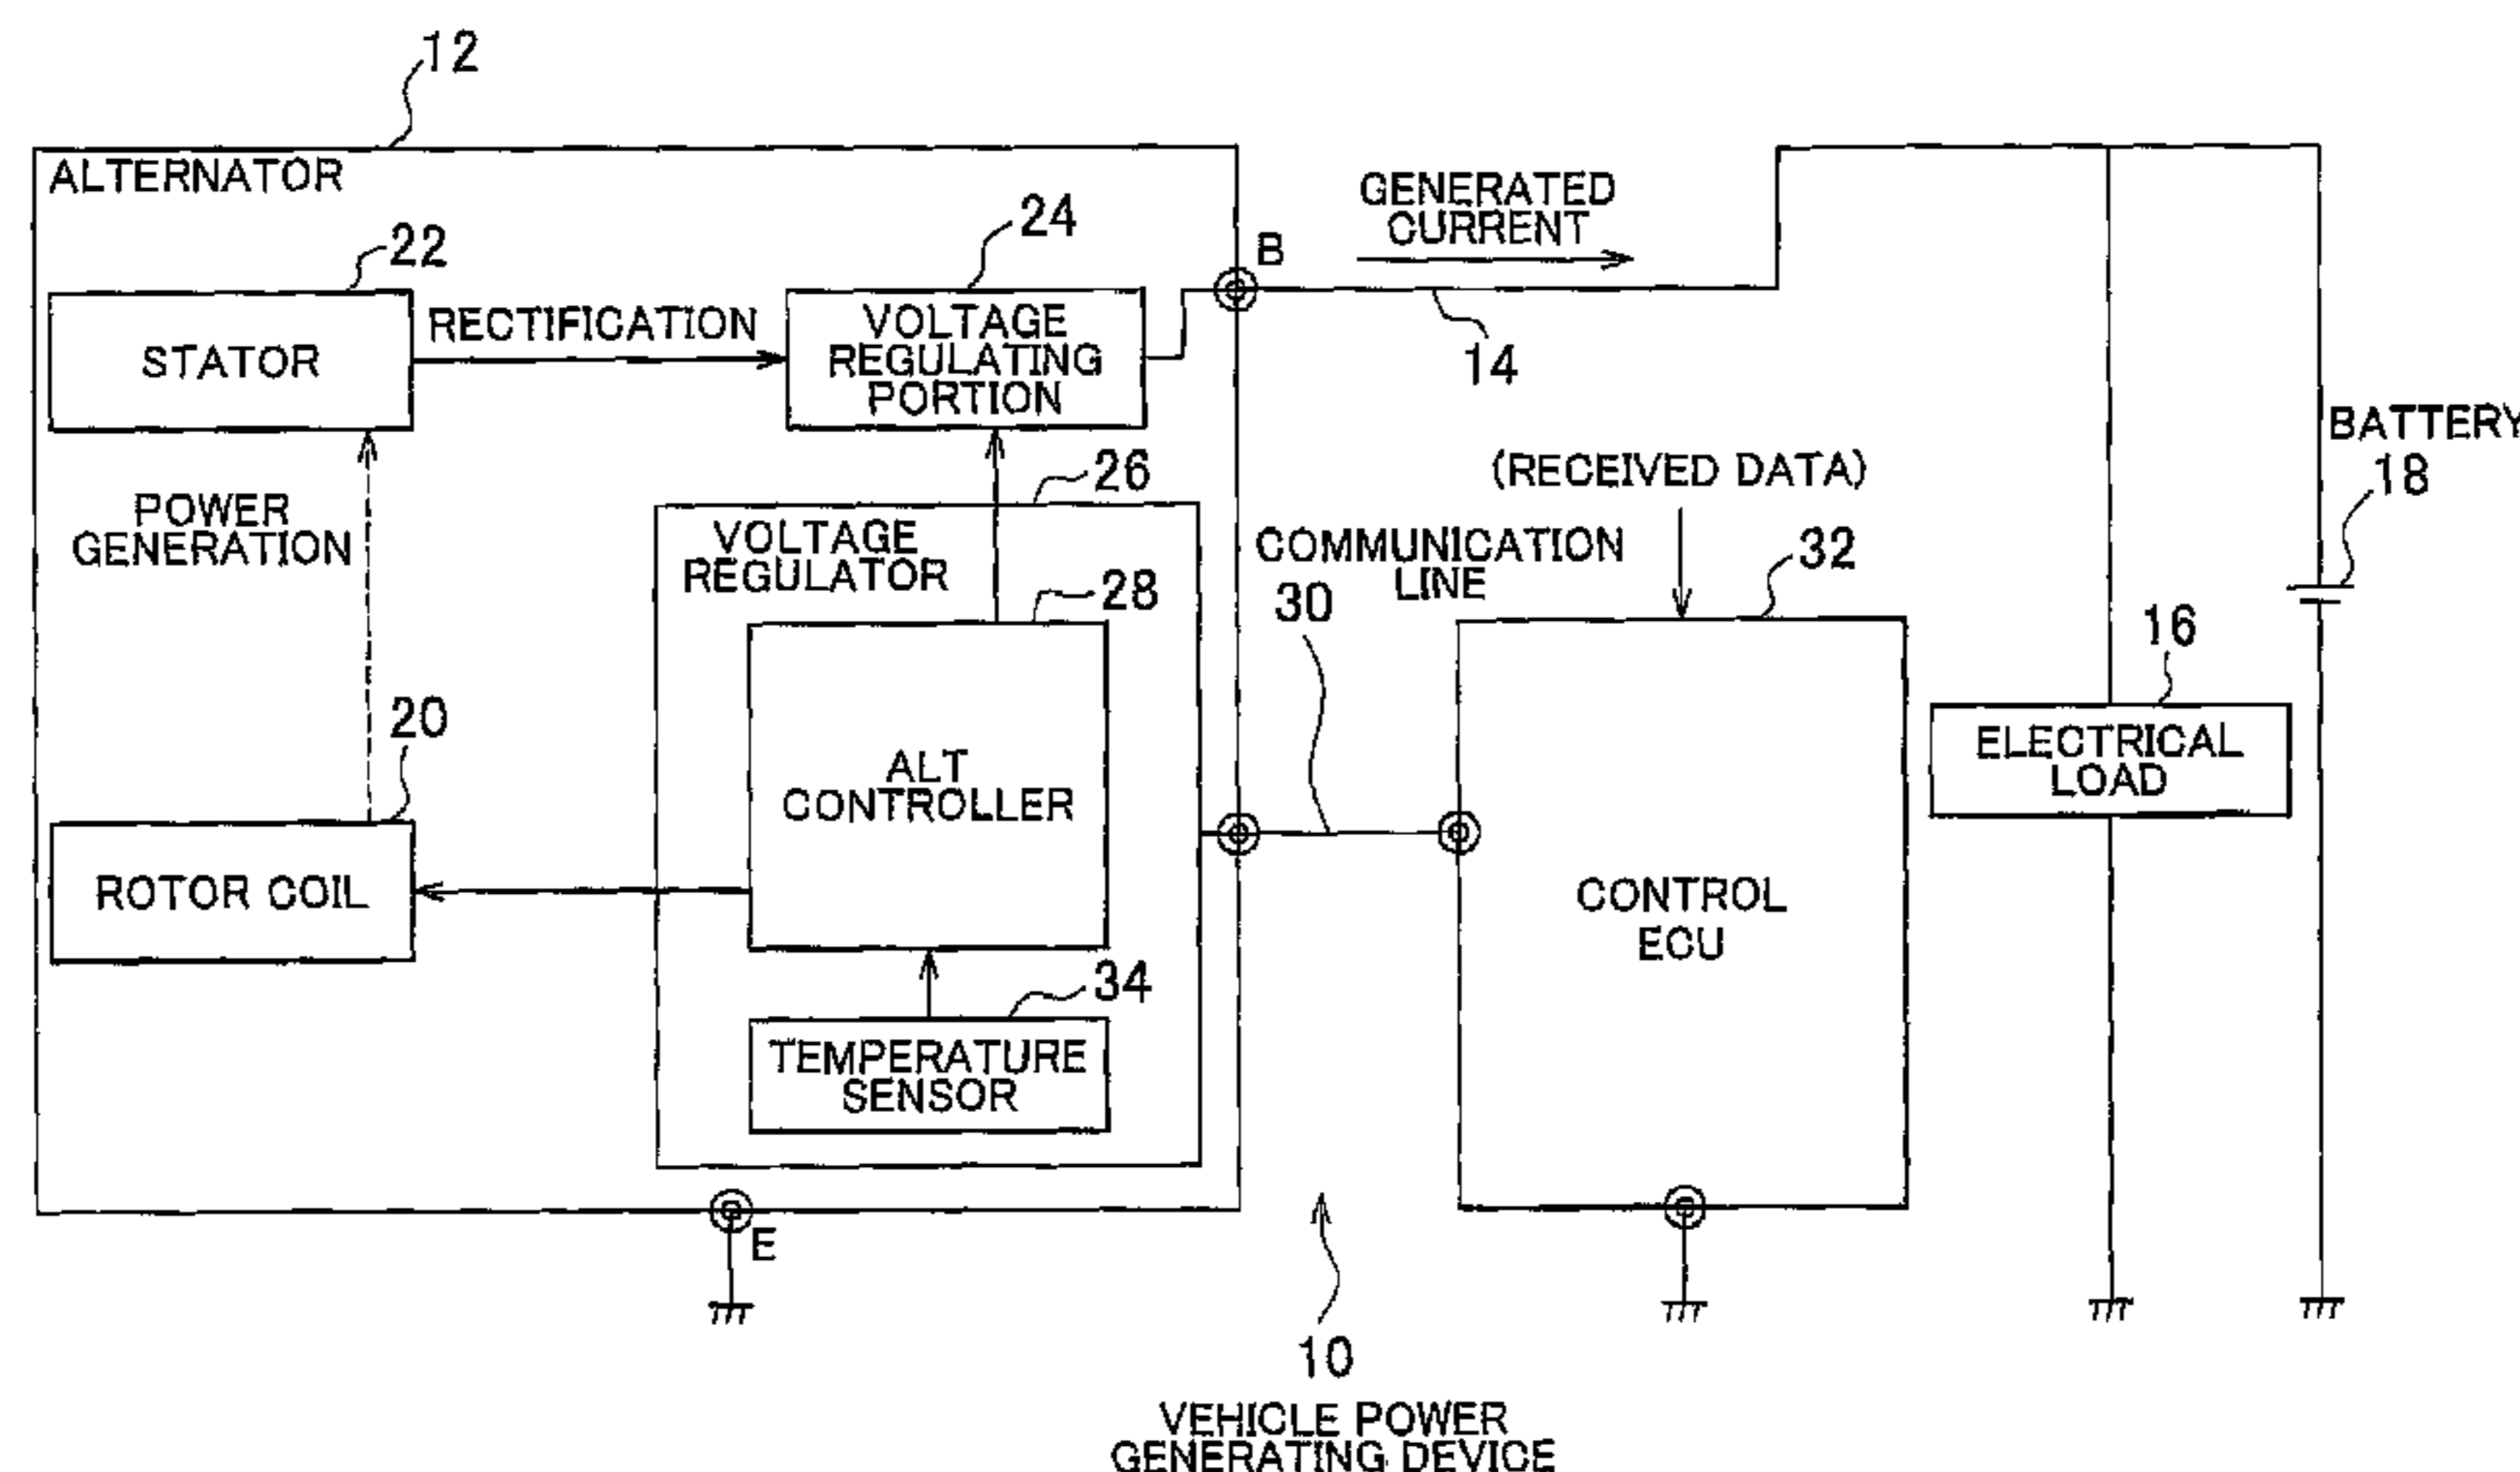 12
ALTERNATOR
22
STATOR
RECTIFICATION
24
VOLTAGE
REGULATING
PORTION
B
GENERATED
CURRENT
14
BATTERY
18
POWER
GENERATION
26
VOLTAGE
REGULATOR
28
ALT
CONTROLLER
20
ROTOR COIL
34
TEMPERATURE
SENSOR
E
COMMUNICATION
LINE
30
(RECEIVED DATA)
32
CONTROL
ECU
16
ELECTRICAL
LOAD
10
VEHICLE POWER
GENERATING DEVICE